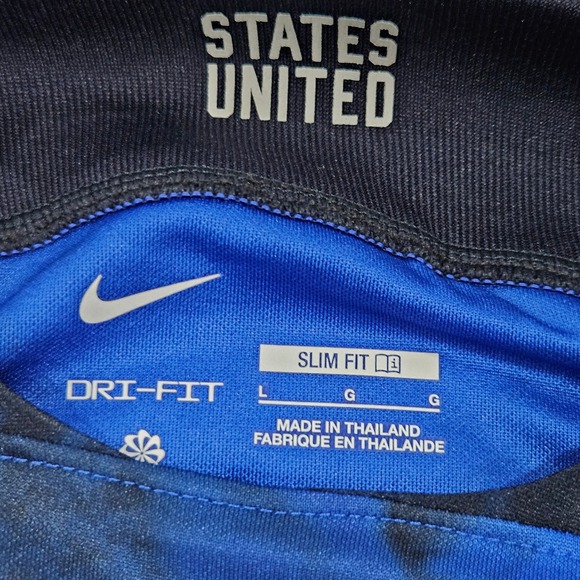 STATES
UNITED
SLIM FIT
DRI-FIT
L G G
MADE IN THAILAND
FABRIQUE EN THAILANDE